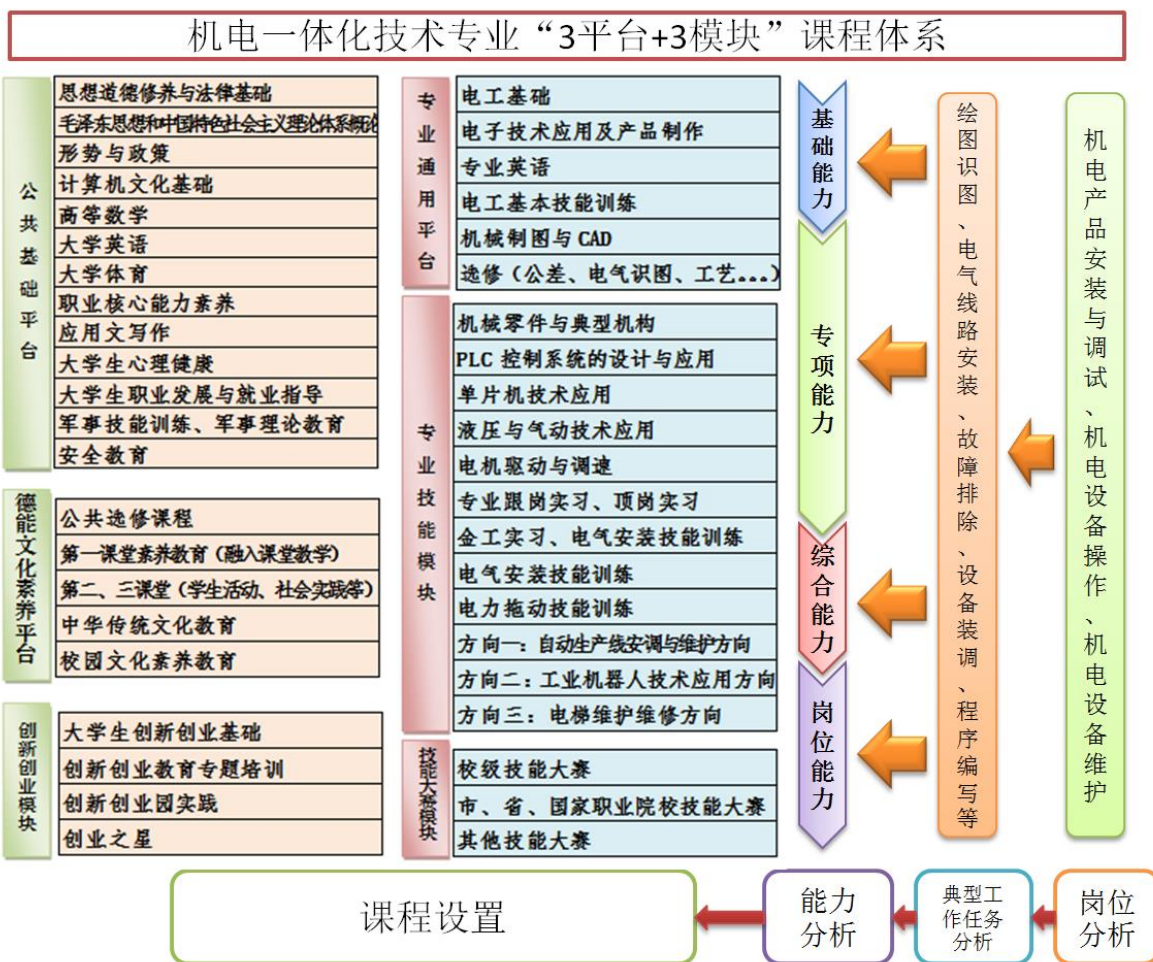 机电一体化技术专业“3平台+3模块”课程体系
公共基础平台
思想道德修养与法律基础
毛泽东思想和中国特色社会主义理论体系概论
形势与政策
计算机文化基础
高等数学
大学英语
大学体育
职业核心能力素养
应用文写作
大学生心理健康
大学生职业发展与就业指导
军事技能训练、军事理论教育
安全教育
德能文化素养平台
公共选修课程
第一课堂素养教育（融入课堂教学）
第二、三课堂（学生活动、社会实践等）
中华传统文化教育
校园文化素养教育
创新创业模块
大学生创新创业基础
创新创业教育专题培训
创新创业园实践
创业之星
专业通用平台
电工基础
电子技术应用及产品制作
专业英语
电工基本技能训练
机械制图与 CAD
选修（公差、电气识图、工艺...）
专业技能模块
机械零件与典型机构
PLC 控制系统的设计与应用
单片机技术应用
液压与气动技术应用
电机驱动与调速
专业跟岗实习、顶岗实习
金工实习、电气安装技能训练
电气安装技能训练
电力拖动技能训练
方向一：自动生产线安调与维护方向
方向二：工业机器人技术应用方向
方向三：电梯维护维修方向
技能大赛模块
校级技能大赛
市、省、国家职业院校技能大赛
其他技能大赛
基础能力
专项能力
综合能力
岗位能力
绘图识图、电气线路安装、故障排除、设备装调、程序编写等
机电产品安装与调试、机电设备操作、机电设备维护
课程设置
能力
分析
典型工
作任务
分析
岗位
分析